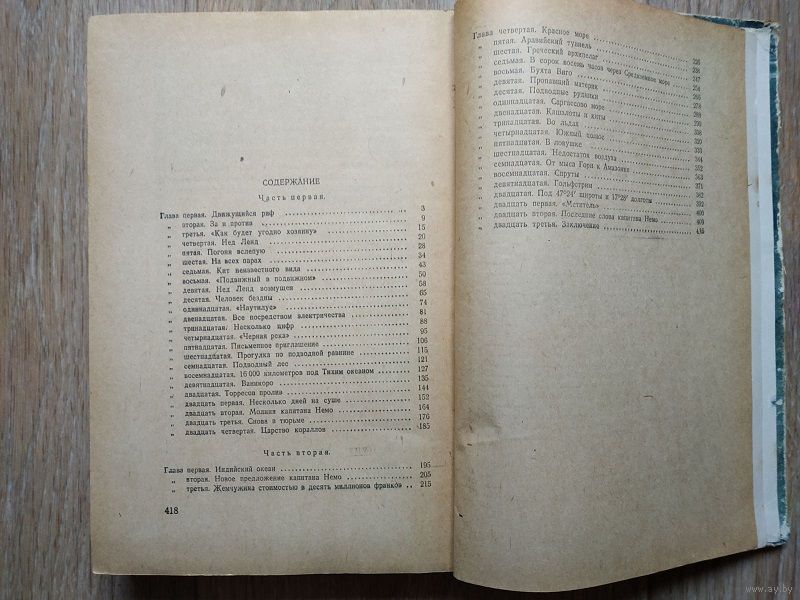 СОДЕРЖАНИЕ
Часть первая.
Глава первая. Движущийся риф 3
„ вторая. За и против 9
„ третья. «Как будет угодно хозяину» 15
„ четвертая. Нед Ленд 20
„ пятая. Погоня вслепую 28
„ шестая. На всех парах 34
„ седьмая. Кит неизвестного вида 43
„ восьмая. «Подвижный в подвижном» 50
„ девятая. Нед Ленд возмущен 58
„ десятая. Человек бездны 65
„ одиннадцатая. «Наутилус» 74
„ двенадцатая. Все посредством электричества 81
„ тринадцатая. Несколько цифр 88
„ четырнадцатая. «Черная река» 95
„ пятнадцатая. Письменное приглашение 106
„ шестнадцатая. Прогулка по подводной равнине 115
„ семнадцатая. Подводный лес 121
„ восемнадцатая. 16 000 километров под Тихим океаном 127
„ девятнадцатая. Ваникоро 135
„ двадцатая. Торресов пролив 144
„ двадцать первая. Несколько дней на суше 152
„ двадцать вторая. Молния капитана Немо 164
„ двадцать третья. Снова в тюрьме 176
„ двадцать четвертая. Царство кораллов 185
Часть вторая.
Глава первая. Индийский океан 195
„ вторая. Новое предложение капитана Немо 205
„ третья. Жемчужина стоимостью в десять миллионов франков 215
418
Глава четвертая. Красное море 226
„ пятая. Аравийский туннель
„ шестая. Греческий архипелаг 247
„ седьмая. В сорок восемь часов через Средиземное море
„ восьмая. Бухта Виго
„ девятая. Пропавший материк
„ десятая. Подводные рудники
„ одиннадцатая. Саргассово море
„ двенадцатая. Кашалоты и киты
„ тринадцатая. Во льдах
„ четырнадцатая. Южный полюс
„ пятнадцатая. В ловушке
„ шестнадцатая. Недостаток воздуха
„ семнадцатая. От мыса Горн к Амазонке
„ восемнадцатая. Спруты
„ девятнадцатая. Гольфстрим
„ двадцатая. Под 47°24' широты и 17°28' долготы
„ двадцать первая. «Мститель» 392
„ двадцать вторая. Последние слова капитана Немо
„ двадцать третья. Заключение
www.ay.by